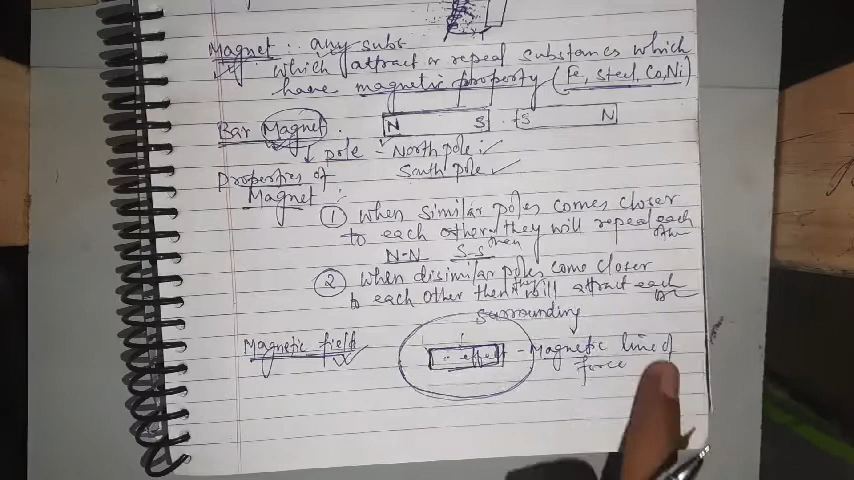 Magnet : any subs
which attract or repeal substances which
have magnetic property (Fe, steel, Co, Ni)
Bar Magnet.
N S S N
pole - North pole
South pole
Properties of
Magnet
① when similar poles comes closer
to each other then they will repeal each
N-N S-S
② when disimilar poles come closer
to each other then they will attract each
surrounding
Magnetic field effect - Magnetic line of
force